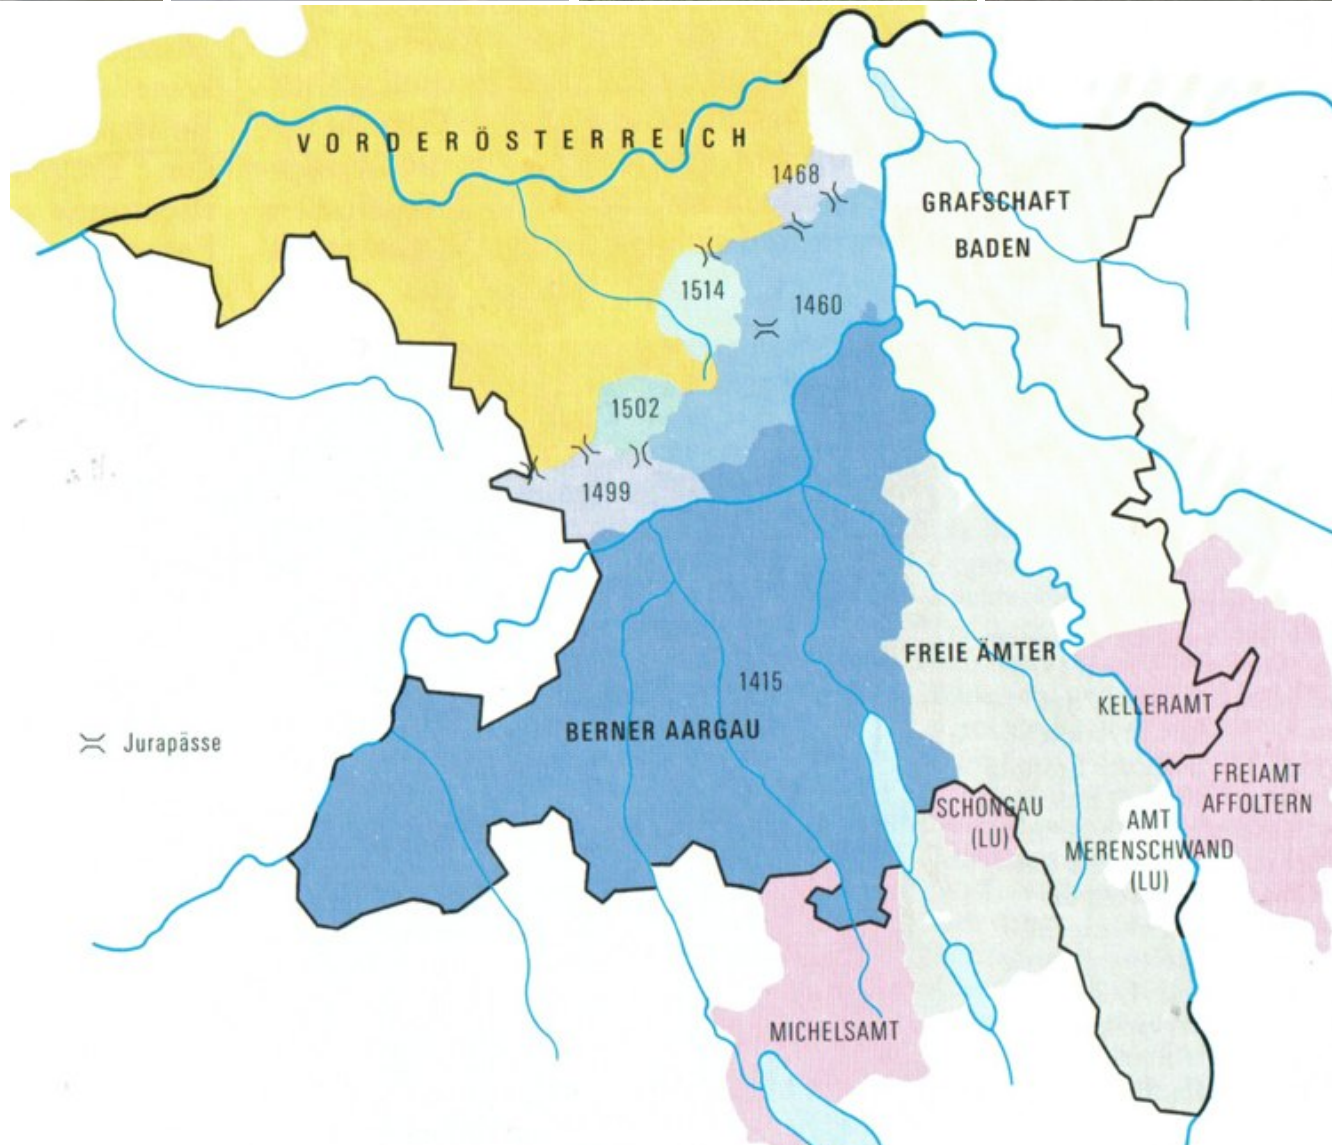 VORDERÖSTERREICH
1468
GRAFSCHAFT
BADEN
1514
1460
1502
1499
FREIE ÄMTER
1415
KELLERAMT
BERNER AARGAU
Jurapässe
FREIAMT
AFFOLTERN
SCHONGAU
(LU)
AMT
MERENSCHWAND
(LU)
MICHELSAMT